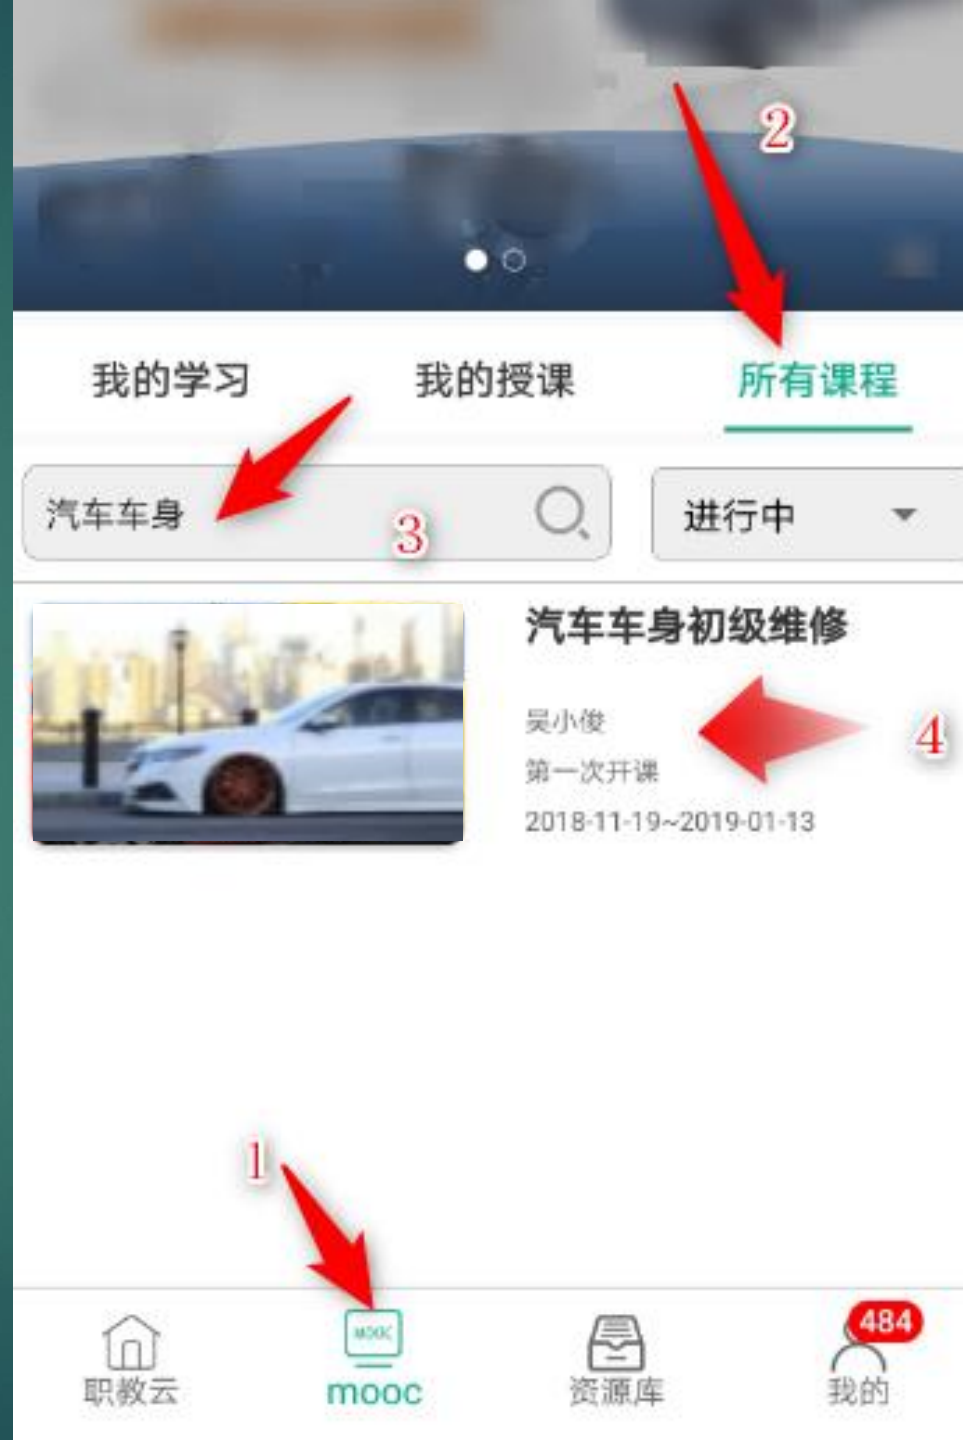 2
我的学习 我的授课 所有课程
汽车车身 3 进行中
汽车车身初级维修
吴小俊
4
第一次开课
2018-11-19~2019-01-13
1
MOOC
484
职教云 mooc 资源库 我的